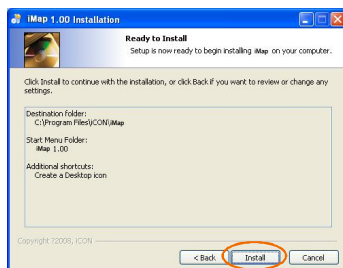 iMap 1.00 Installation
Ready to Install
Setup is now ready to begin installing iMap on your computer.
Click Install to continue with the installation, or click Back if you want to review or change any
settings.
Destination folder:
C:\Program Files\iCON\iMap
Start Menu Folder:
iMap 1.00
Additional shortcuts:
Create a Desktop icon
Copyright ?2008, ICON
< Back
Install
Cancel